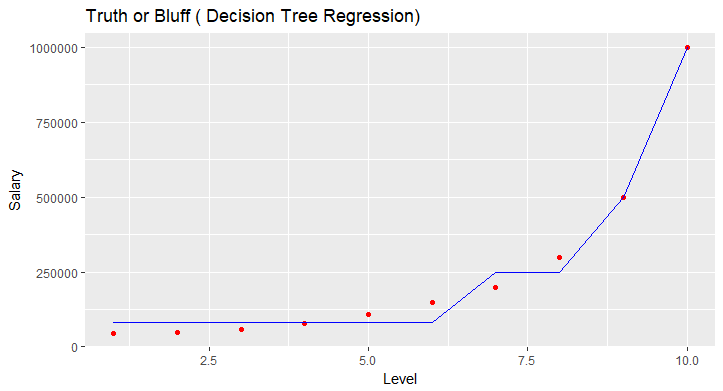 Truth or Bluff ( Decision Tree Regression)
1000000
750000
500000
250000
0
Salary
2.5 5.0 7.5 10.0
Level